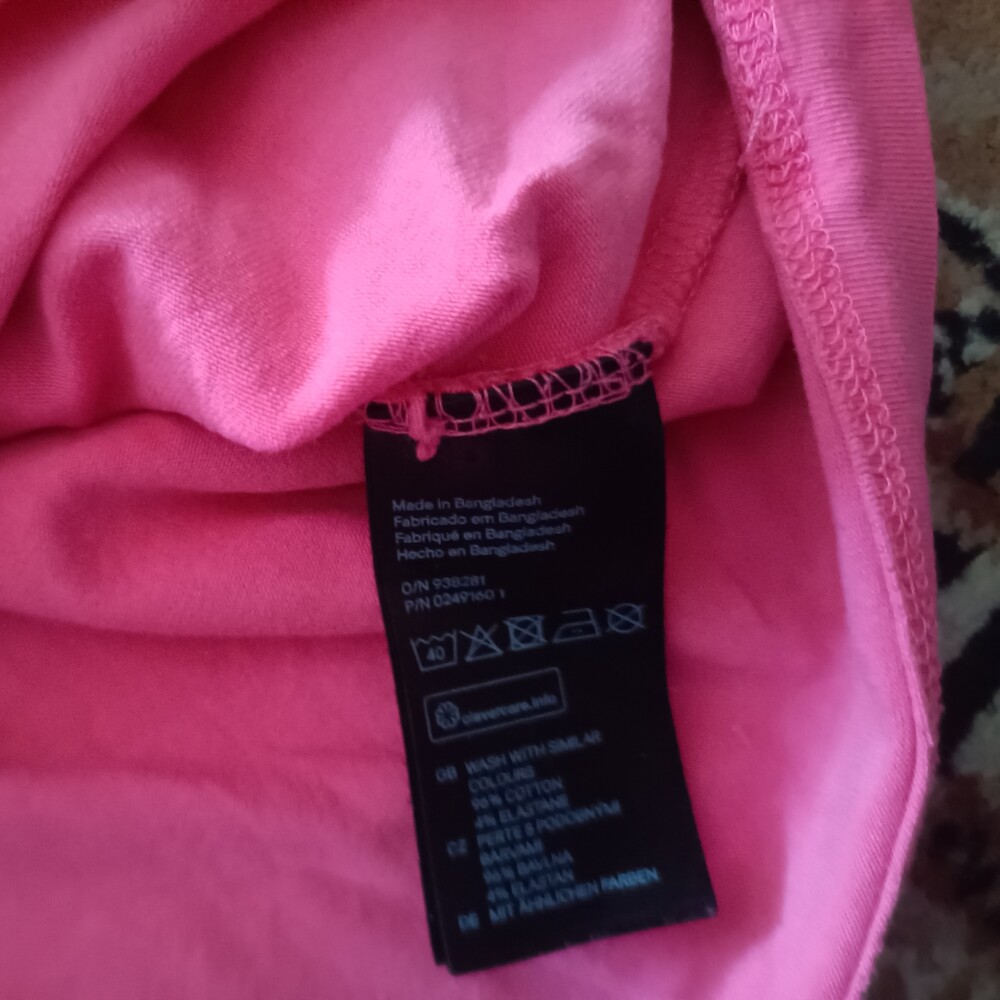 Made in Bangladesh
Fabricado em Bangladesh
Fabriqué en Bangladesh
Hecho en Bangladesh
O/N 938281
P/N 0249160 1
40
clevercare.info
GB WASH WITH SIMILAR
COLOURS
96% COTTON
4% ELASTANE
CZ PERTE S PODOBNÝMI
BARVAMI
96% BAVLNA
4% ELASTAN
DE MIT ÄHNLICHEN FARBEN